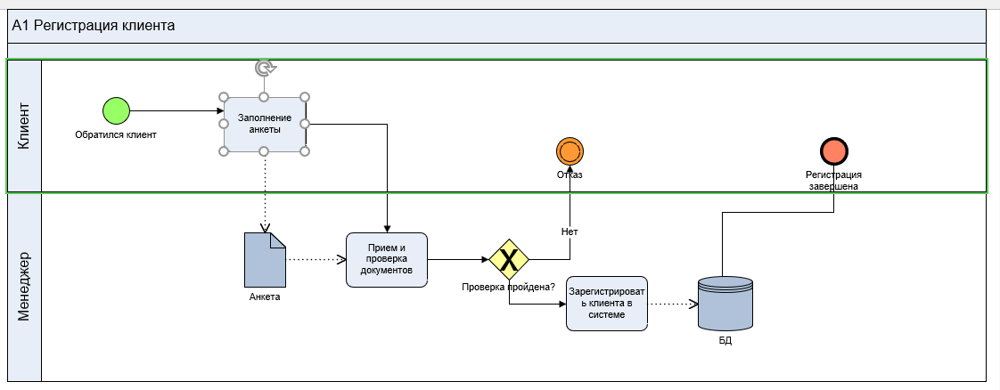 А1 Регистрация клиента
Клиент
Обратился клиент
Заполнение
анкеты
Отказ
Регистрация
завершена
Менеджер
Анкета
Прием и
проверка
документов
X
Проверка пройдена?
Нет
Зарегистрироват
ь клиента в
системе
БД